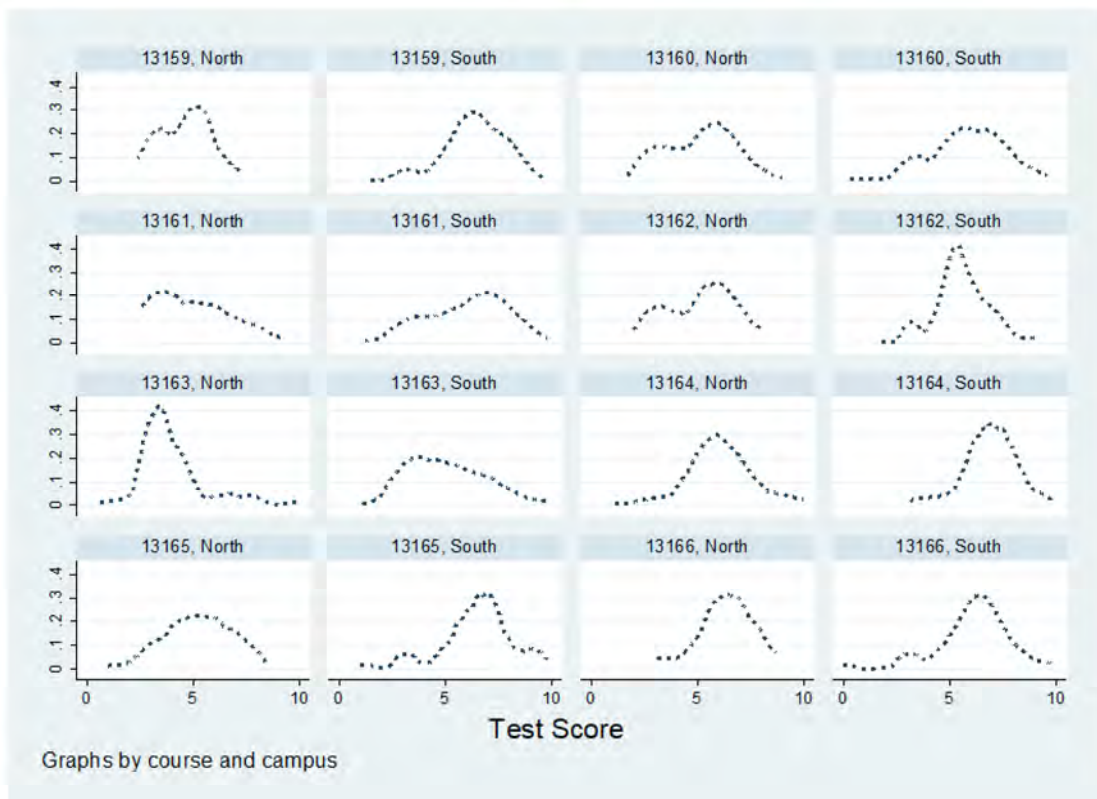 13159, North 13159, South 13160, North 13160, South
.4
.3
.2
.1
0
13161, North 13161, South 13162, North 13162, South
.4
.3
.2
.1
0
13163, North 13163, South 13164, North 13164, South
.4
.3
.2
.1
0
13165, North 13165, South 13166, North 13166, South
.4
.3
.2
.1
0
0 5 10 0 5 10 0 5 10 0 5 10
Test Score
Graphs by course and campus